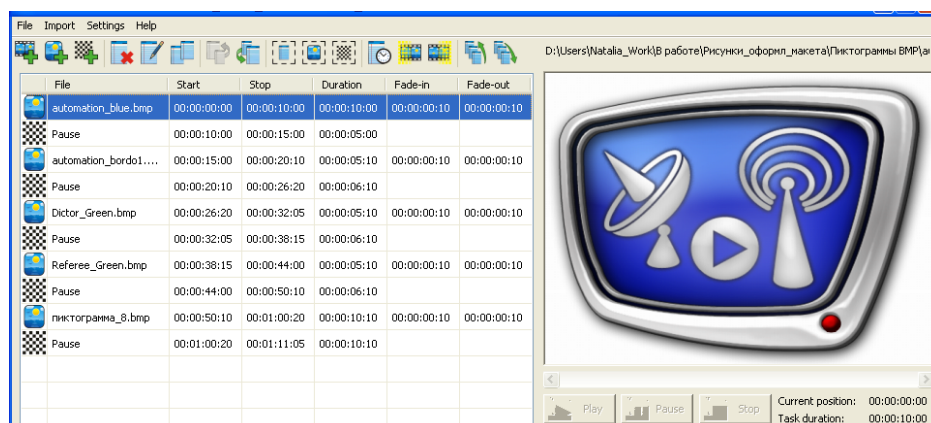 File Import Settings Help
D:\Users\Natalia_Work\В работе\Рисунки_оформл_макета\Пиктограммы BMP\
File Start Stop Duration Fade-in Fade-out
automation_blue.bmp 00:00:00:00 00:00:10:00 00:00:10:00 00:00:00:10 00:00:00:10
Pause 00:00:10:00 00:00:15:00 00:00:05:00
automation_bordo1.... 00:00:15:00 00:00:20:10 00:00:05:10 00:00:00:10 00:00:00:10
Pause 00:00:20:10 00:00:26:20 00:00:06:10
Dictor_Green.bmp 00:00:26:20 00:00:32:05 00:00:05:10 00:00:00:10 00:00:00:10
Pause 00:00:32:05 00:00:38:15 00:00:06:10
Referee_Green.bmp 00:00:38:15 00:00:44:00 00:00:05:10 00:00:00:10 00:00:00:10
Pause 00:00:44:00 00:00:50:10 00:00:06:10
пиктограмма_8.bmp 00:00:50:10 00:01:00:20 00:00:10:10 00:00:00:10 00:00:00:10
Pause 00:01:00:20 00:01:11:05 00:00:10:10
Play Pause Stop
Current position: 00:00:00:00
Task duration: 00:00:10:00